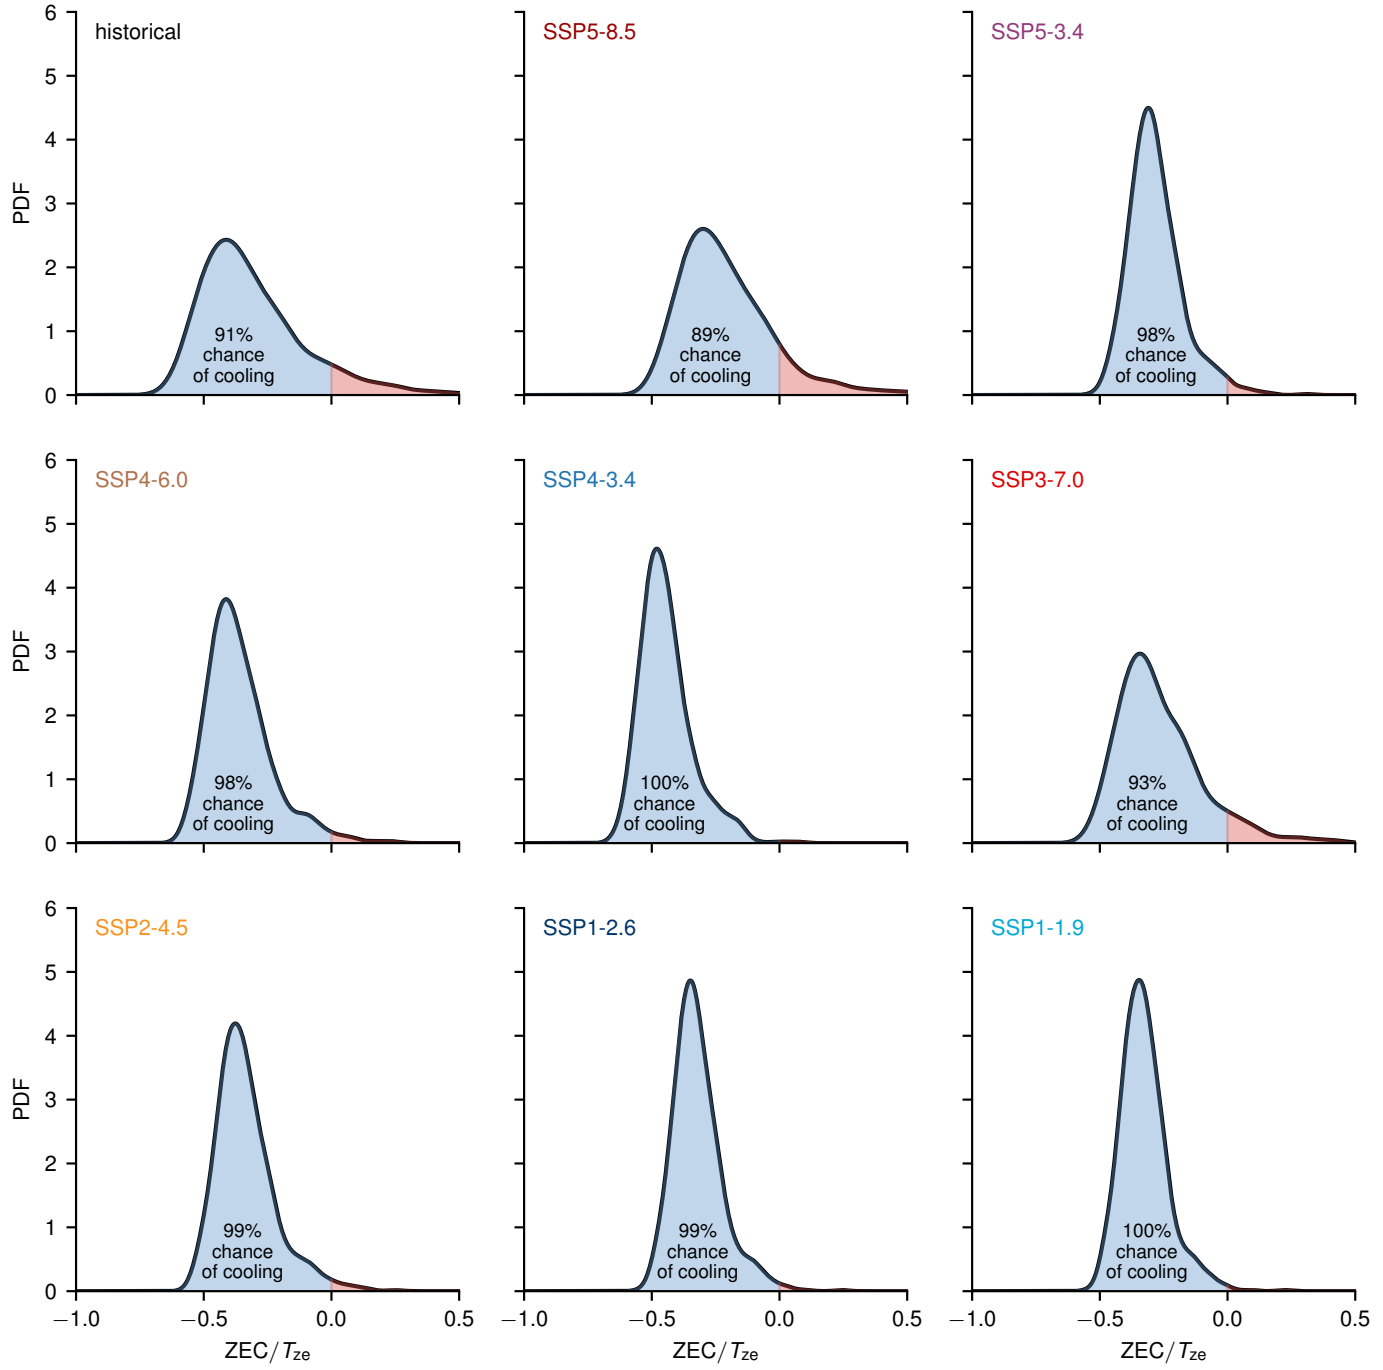 6
historical
SSP5-8.5
SSP5-3.4
5
4
3
PDF
2
1
91%
chance
of cooling
89%
chance
of cooling
98%
chance
of cooling
0
6
SSP4-6.0
SSP4-3.4
SSP3-7.0
5
4
3
PDF
2
1
98%
chance
of cooling
100%
chance
of cooling
93%
chance
of cooling
0
6
SSP2-4.5
SSP1-2.6
SSP1-1.9
5
4
3
PDF
2
1
99%
chance
of cooling
99%
chance
of cooling
100%
chance
of cooling
0
−1.0 −0.5 0.0 0.5
−1.0 −0.5 0.0 0.5
−1.0 −0.5 0.0 0.5
ZEC/Tze
ZEC/Tze
ZEC/Tze